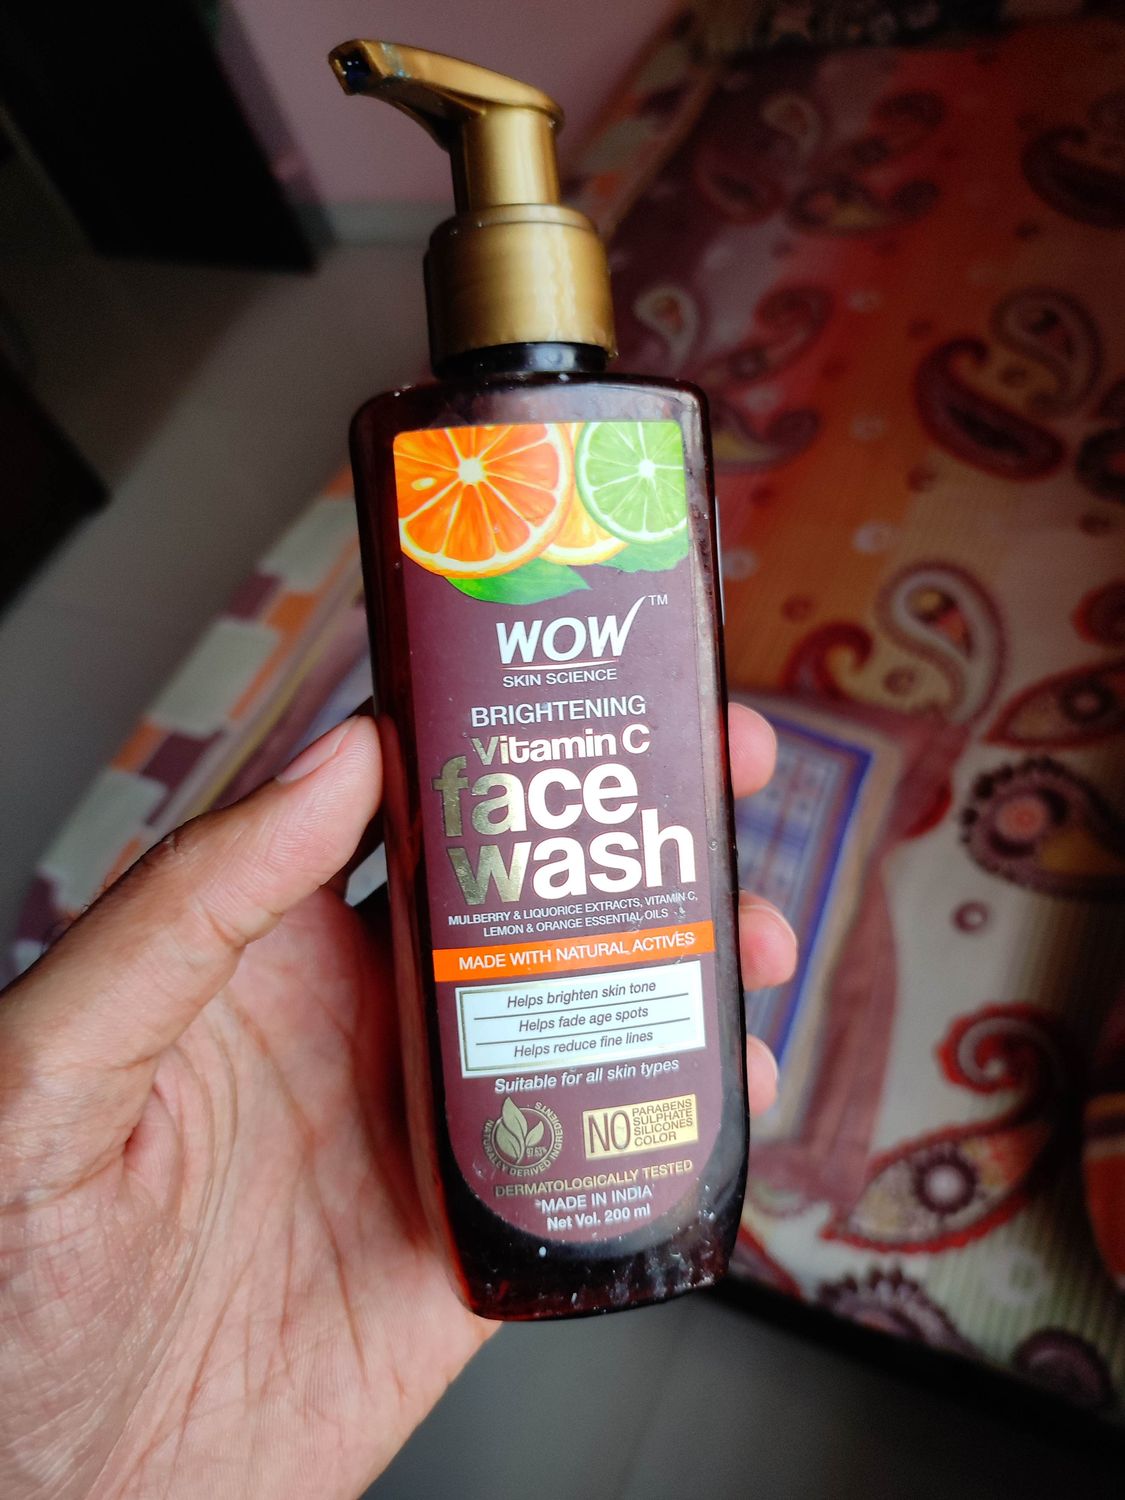 WOW™
SKIN SCIENCE
BRIGHTENING
Vitamin C
face
wash
MULBERRY & LIQUORICE EXTRACTS, VITAMIN C,
LEMON & ORANGE ESSENTIAL OILS
MADE WITH NATURAL ACTIVES
Helps brighten skin tone
Helps fade age spots
Helps reduce fine lines
Suitable for all skin types
NATURALLY DERIVED INGREDIENTS
NO
PARABENS
SULPHATE
SILICONES
COLOR
DERMATOLOGICALLY TESTED
"MADE IN INDIA"
Net Vol. 200 ml